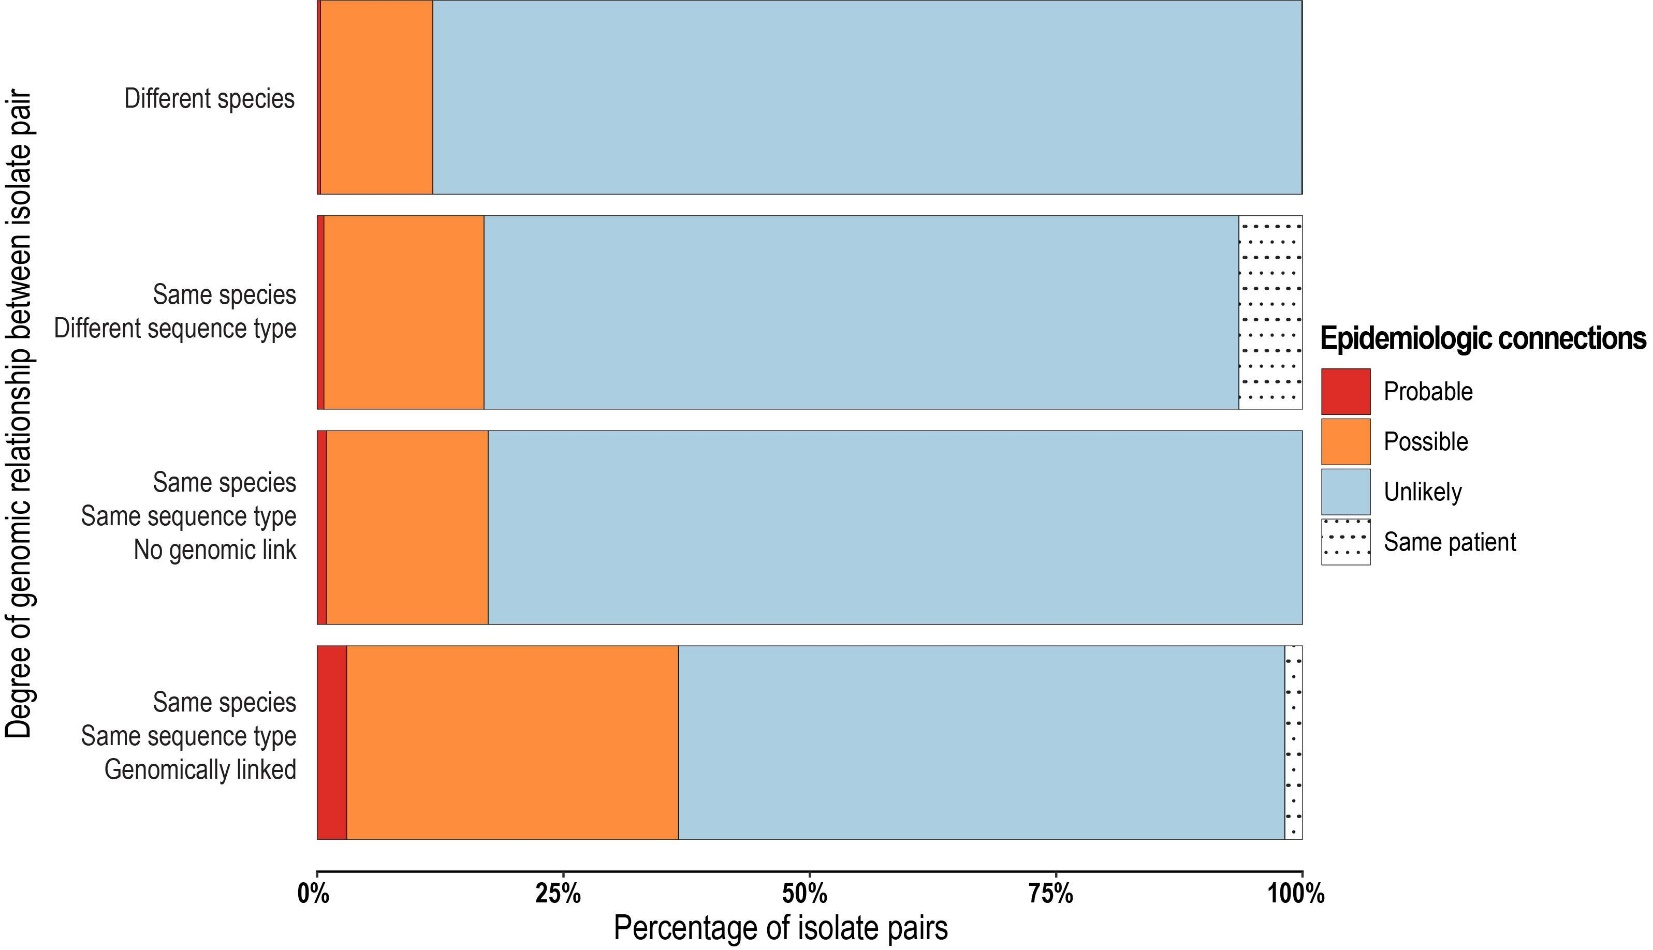 Degree of genomic relationship between isolate pair
Different species
Same species
Different sequence type
Same species
Same sequence type
No genomic link
Same species
Same sequence type
Genomically linked
0%
25%
50%
75%
100%
Percentage of isolate pairs
Epidemiologic connections
Probable
Possible
Unlikely
Same patient